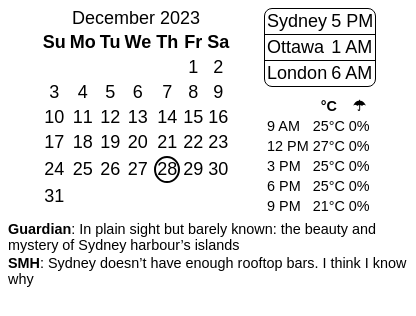 December 2023
Su Mo Tu We Th Fr Sa
1 2
3 4 5 6 7 8 9
10 11 12 13 14 15 16
17 18 19 20 21 22 23
24 25 26 27 28 29 30
31
Sydney 5 PM
Ottawa 1 AM
London 6 AM
°C ☂
9 AM 25°C 0%
12 PM 27°C 0%
3 PM 25°C 0%
6 PM 25°C 0%
9 PM 21°C 0%
Guardian: In plain sight but barely known: the beauty and
mystery of Sydney harbour’s islands
SMH: Sydney doesn’t have enough rooftop bars. I think I know
why